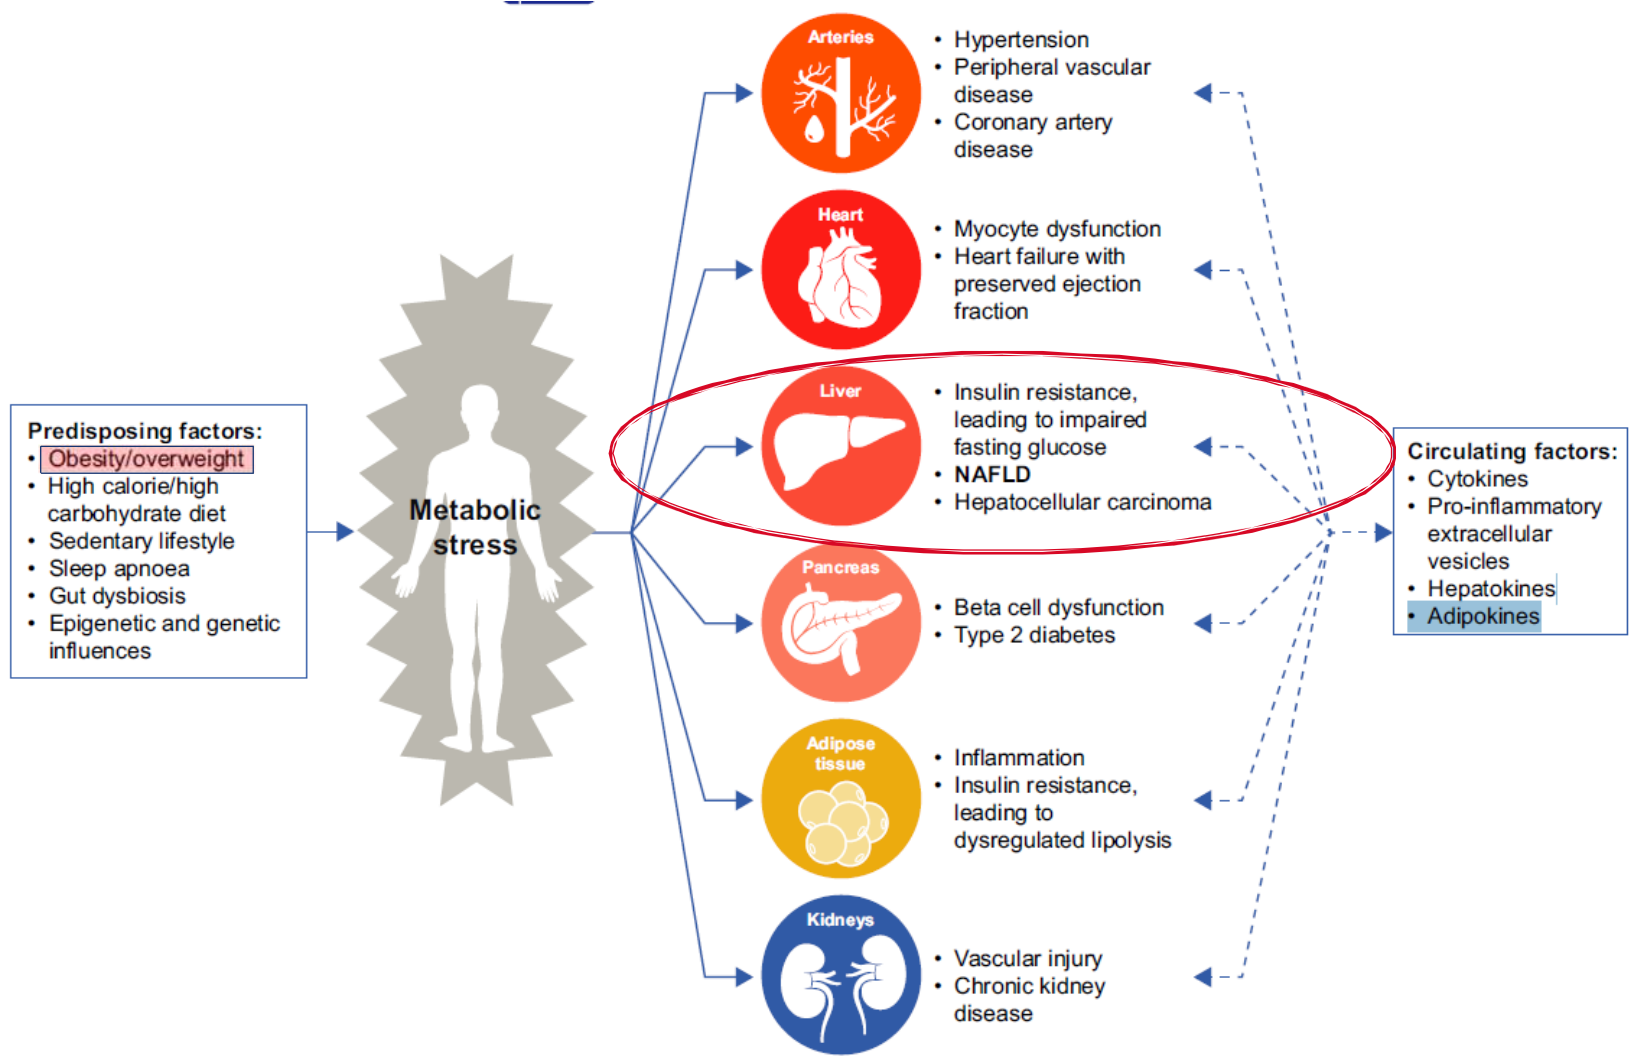 Predisposing factors:
• Obesity/overweight
• High calorie/high
carbohydrate diet
• Sedentary lifestyle
• Sleep apnoea
• Gut dysbiosis
• Epigenetic and genetic
influences
Metabolic
stress
Arteries
• Hypertension
• Peripheral vascular
disease
• Coronary artery
disease
Heart
• Myocyte dysfunction
• Heart failure with
preserved ejection
fraction
Liver
• Insulin resistance,
leading to impaired
fasting glucose
• NAFLD
• Hepatocellular carcinoma
Pancreas
• Beta cell dysfunction
• Type 2 diabetes
Adipose
tissue
• Inflammation
• Insulin resistance,
leading to
dysregulated lipolysis
Kidneys
• Vascular injury
• Chronic kidney
disease
Circulating factors:
• Cytokines
• Pro-inflammatory
extracellular
vesicles
• Hepatokines
• Adipokines